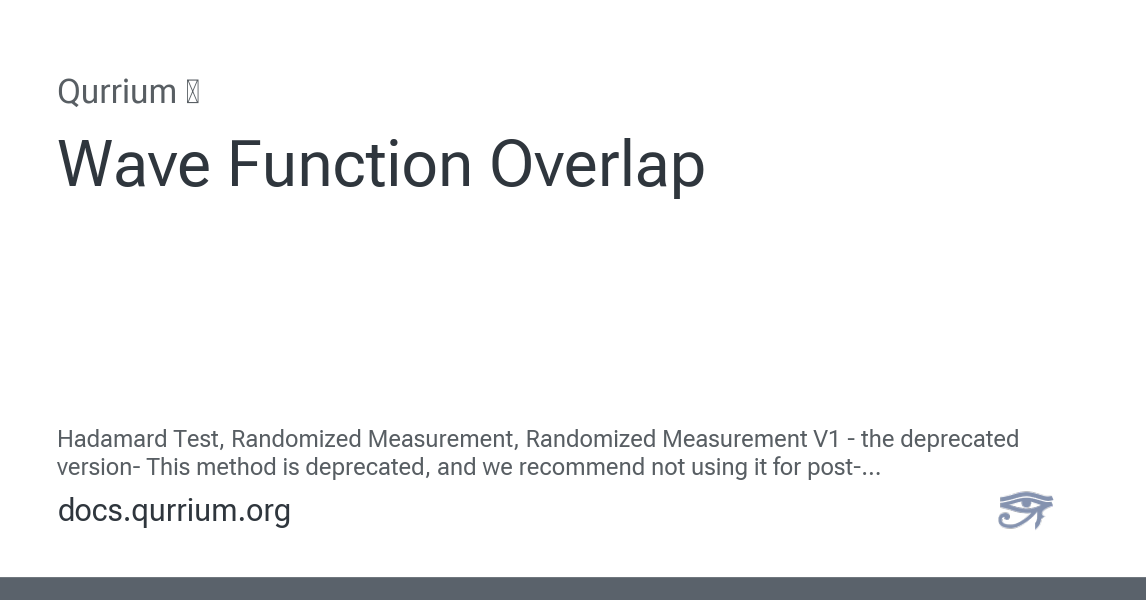 Qurrium
Wave Function Overlap
Hadamard Test, Randomized Measurement, Randomized Measurement V1 - the deprecated
version- This method is deprecated, and we recommend not using it for post-...
docs.qurrium.org